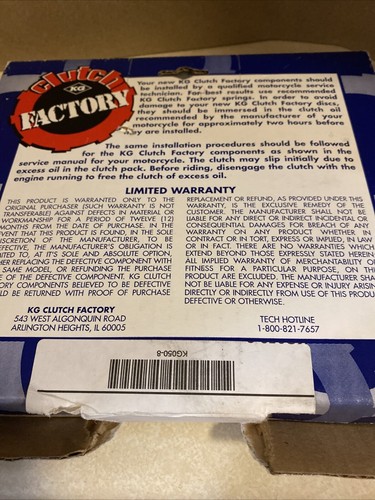 clutch
KG
FACTORY
Your new KG Clutch Factory components should
be installed by a qualified motorcycle service
technician. For best results use recommended
KG Clutch Factory springs. In order to avoid
damage to your new KG Clutch Factory discs,
they should be immersed in the clutch oil
recommended by the manufacturer of your
motorcycle for approximately two hours before
they are installed.
The same installation procedures should be followed
for the KG Clutch Factory components as shown in the
service manual for your motorcycle. The clutch may slip initially due to
excess oil in the clutch pack. Before riding, disengage the clutch with the
engine running to free the clutch of excess oil.
LIMITED WARRANTY
THIS PRODUCT IS WARRANTED ONLY TO THE
ORIGINAL PURCHASER (SUCH WARRANTY IS NOT
TRANSFERABLE) AGAINST DEFECTS IN MATERIAL OR
WORKMANSHIP FOR A PERIOD OF TWELVE (12)
MONTHS FROM THE DATE OF PURCHASE. IN THE
EVENT THAT THIS PRODUCT IS FOUND, IN THE SOLE
DISCRETION OF THE MANUFACTURER, TO BE
DEFECTIVE, THE MANUFACTURER'S OBLIGATION IS
LIMITED TO, AT IT'S SOLE AND ABSOLUTE OPTION,
EITHER REPLACING THE DEFECTIVE COMPONENT WITH
SAME MODEL, OR REFUNDING THE PURCHASE
OF THE DEFECTIVE COMPONENT. KG CLUTCH
FACTORY COMPONENTS BELIEVED TO BE DEFECTIVE
SHOULD BE RETURNED WITH PROOF OF PURCHASE
REPLACEMENT OR REFUND, AS PROVIDED UNDER THIS
WARRANTY, IS THE EXCLUSIVE REMEDY OF THE
CUSTOMER. THE MANUFACTURER SHALL NOT BE
LIABLE FOR ANY DIRECT OR INDIRECT INCIDENTAL OR
CONSEQUENTIAL DAMAGES FOR BREACH OF ANY
WARRANTY ON ANY PRODUCT WHETHER IN
CONTRACT OR IN TORT, EXPRESS OR IMPLIED, IN LAW
OR IN FACT. THERE ARE NO WARRANTIES WHICH
EXTEND BEYOND THOSE EXPRESSLY STATED HEREIN.
ALL IMPLIED WARRANTY OF MERCHANTABILITY OR
FITNESS FOR A PARTICULAR PURPOSE, ON THIS
PRODUCT ARE EXCLUDED. THE MANUFACTURER SHALL
NOT BE LIABLE FOR ANY EXPENSE OR INJURY ARISING
DIRECTLY OR INDIRECTLY FROM USE OF THIS PRODUCT
DEFECTIVE OR OTHERWISE.
KG CLUTCH FACTORY
543 WEST ALGONQUIN ROAD
ARLINGTON HEIGHTS, IL 60005
TECH HOTLINE
1-800-821-7657
KG050-8